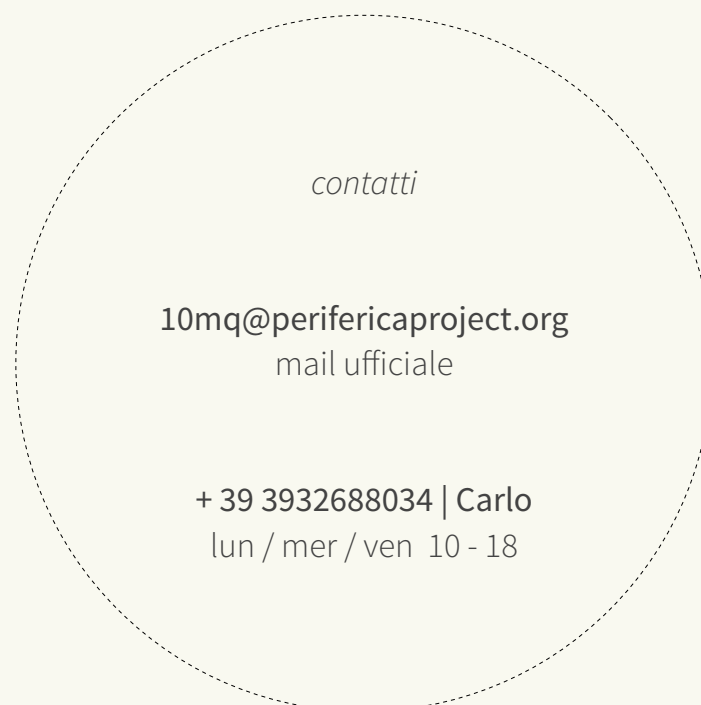 contatti
10mq@perifericaproject.org
mail ufficiale
+ 39 3932688034 | Carlo
lun / mer / ven 10 - 18